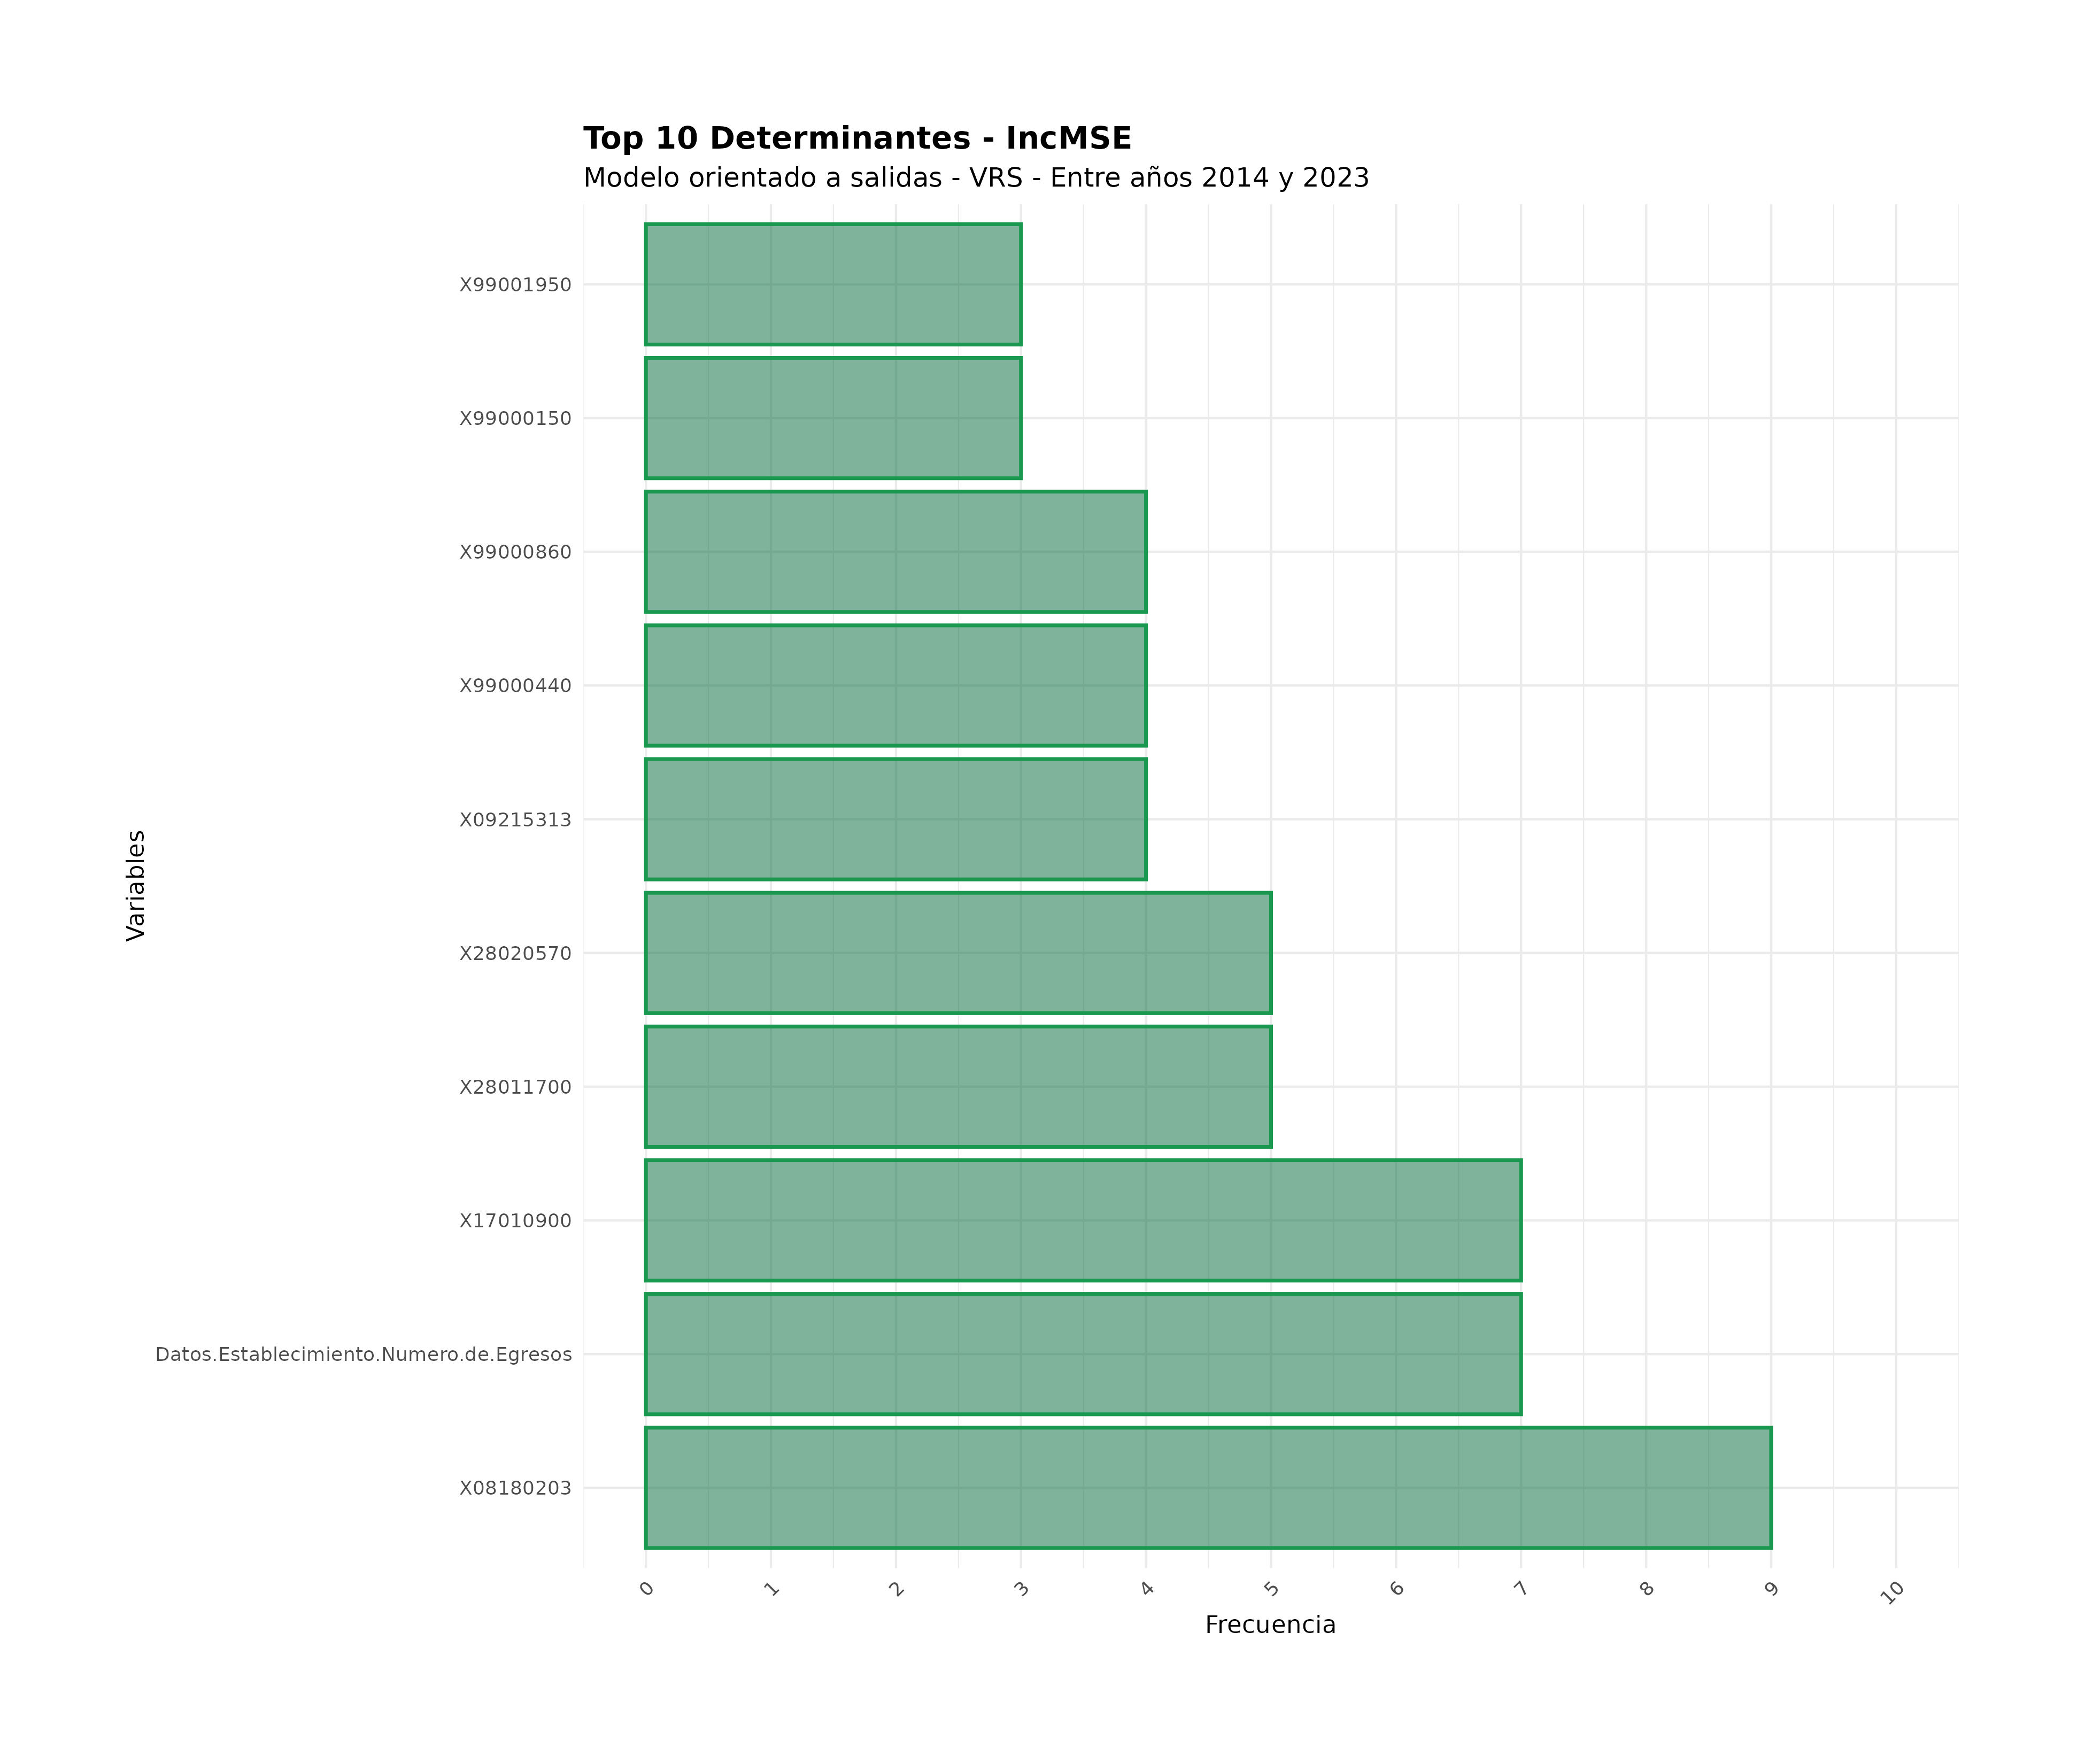 Top 10 Determinantes - IncMSE
Modelo orientado a salidas - VRS - Entre años 2014 y 2023
Variables
X99001950
X99000150
X99000860
X99000440
X09215313
X28020570
X28011700
X17010900
Datos.Establecimiento.Numero.de.Egresos
X08180203
0 1 2 3 4 5 6 7 8 9 10
Frecuencia